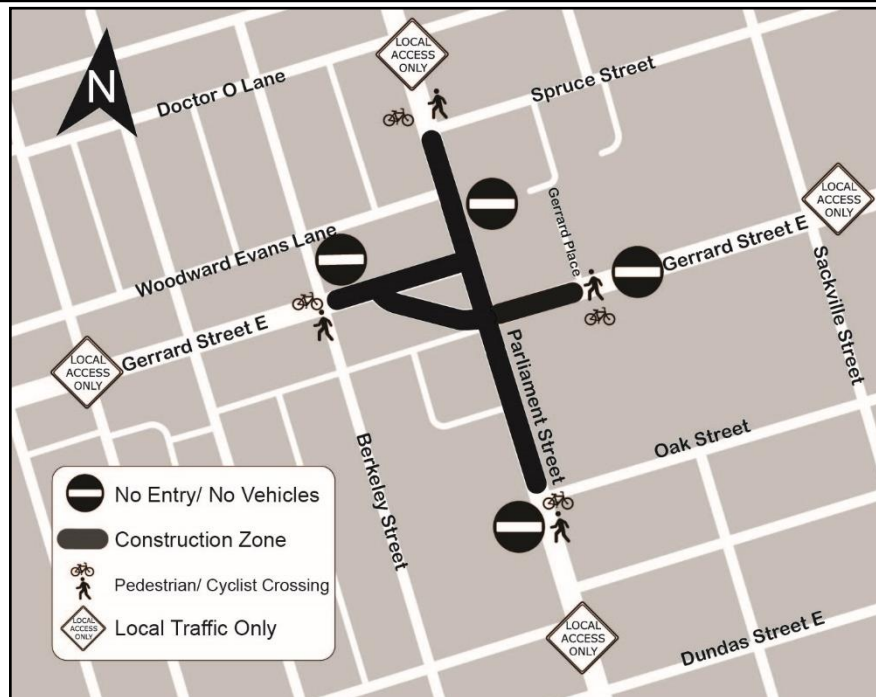 LOCAL
ACCESS
ONLY
N
Doctor O Lane
Spruce Street
LOCAL
ACCESS
ONLY
Gerrard Place
Gerrard Street E
Woodward Evans Lane
Gerrard Street E
LOCAL
ACCESS
ONLY
Sackville Street
Parliament Street
Berkeley Street
Oak Street
No Entry/ No Vehicles
Construction Zone
Pedestrian/ Cyclist Crossing
LOCAL
ACCESS
ONLY
Local Traffic Only
LOCAL
ACCESS
ONLY
Dundas Street E